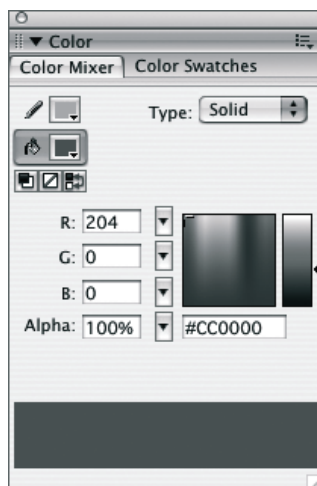 Color
Color Mixer Color Swatches
Type: Solid
R: 204
G: 0
B: 0
Alpha: 100% #CC0000